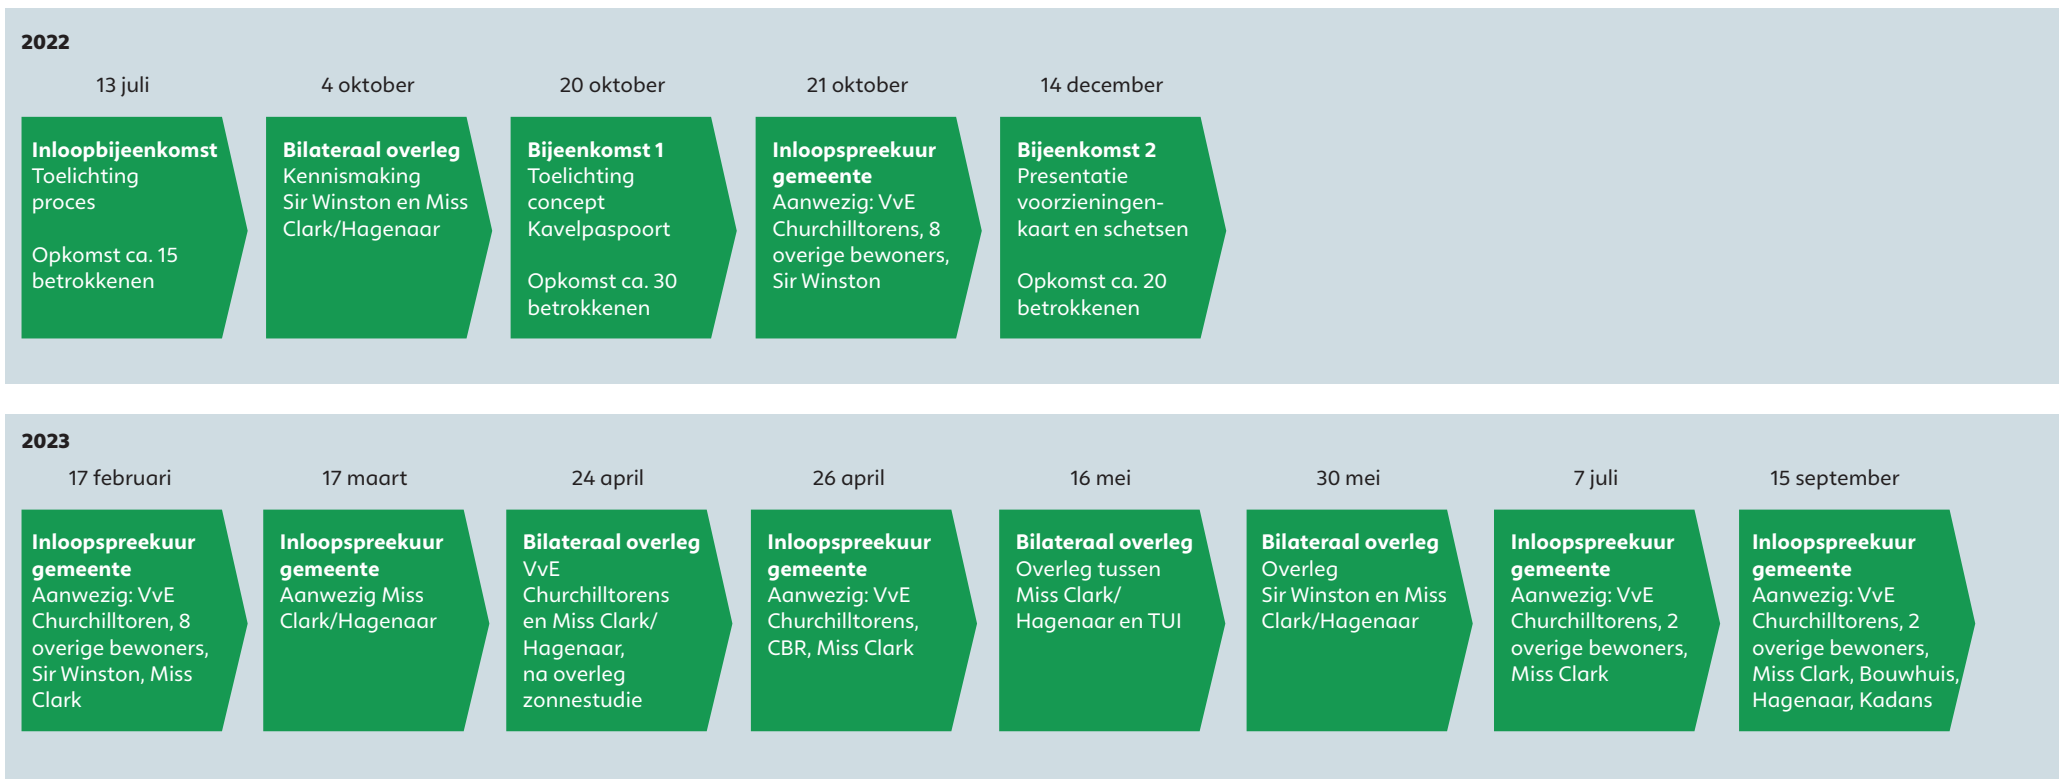 2022
13 juli
Inloopbijeenkomst
Toelichting
proces
Opkomst ca. 15
betrokkenen
4 oktober
Bilateraal overleg
Kennismaking
Sir Winston en Miss
Clark/Hagenaar
20 oktober
Bijeenkomst 1
Toelichting
concept
Kavelpaspoort
Opkomst ca. 30
betrokkenen
21 oktober
Inloopspreekuur
gemeente
Aanwezig: VvE
Churchilltorens, 8
overige bewoners,
Sir Winston
14 december
Bijeenkomst 2
Presentatie
voorzieningen-
kaart en schetsen
Opkomst ca. 20
betrokkenen
2023
17 februari
Inloopspreekuur
gemeente
Aanwezig: VvE
Churchilltoren, 8
overige bewoners,
Sir Winston, Miss
Clark
17 maart
Inloopspreekuur
gemeente
Aanwezig Miss
Clark/Hagenaar
24 april
Bilateraal overleg
VvE
Churchilltorens
en Miss Clark/
Hagenaar,
na overleg
zonnestudie
26 april
Inloopspreekuur
gemeente
Aanwezig: VvE
Churchilltorens,
CBR, Miss Clark
16 mei
Bilateraal overleg
Overleg tussen
Miss Clark/
Hagenaar en TUI
30 mei
Bilateraal overleg
Overleg
Sir Winston en Miss
Clark/Hagenaar
7 juli
Inloopspreekuur
gemeente
Aanwezig: VvE
Churchilltorens, 2
overige bewoners,
Miss Clark
15 september
Inloopspreekuur
gemeente
Aanwezig: VvE
Churchilltorens, 2
overige bewoners,
Miss Clark, Bouwhuis,
Hagenaar, Kadans